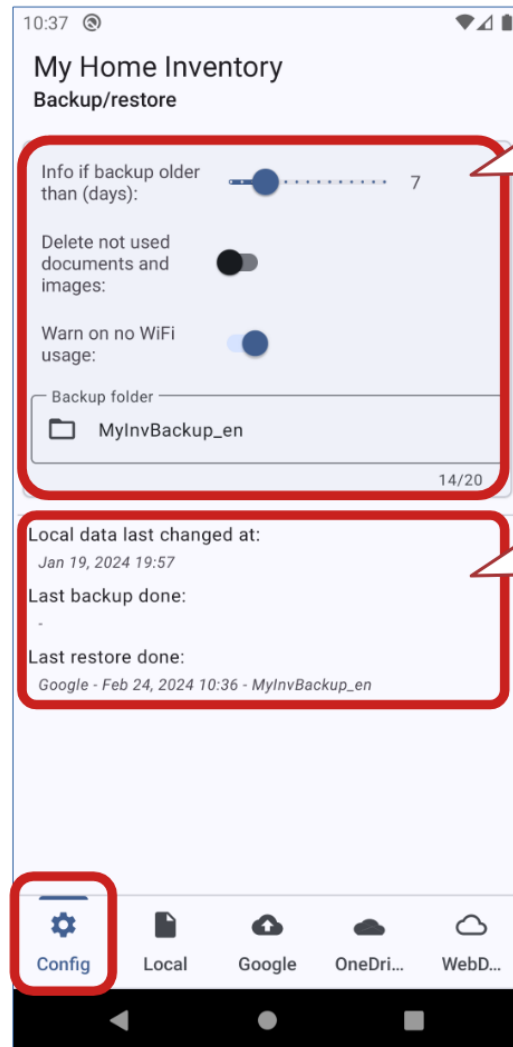 10:37
My Home Inventory
Backup/restore
Info if backup older
than (days):
7
Delete not used
documents and
images:
Warn on no WiFi
usage:
Backup folder
MyInvBackup_en
14/20
Local data last changed at:
Jan 19, 2024 19:57
Last backup done:
-
Last restore done:
Google - Feb 24, 2024 10:36 - MyInvBackup_en
Config
Local
Google
OneDri...
WebD...